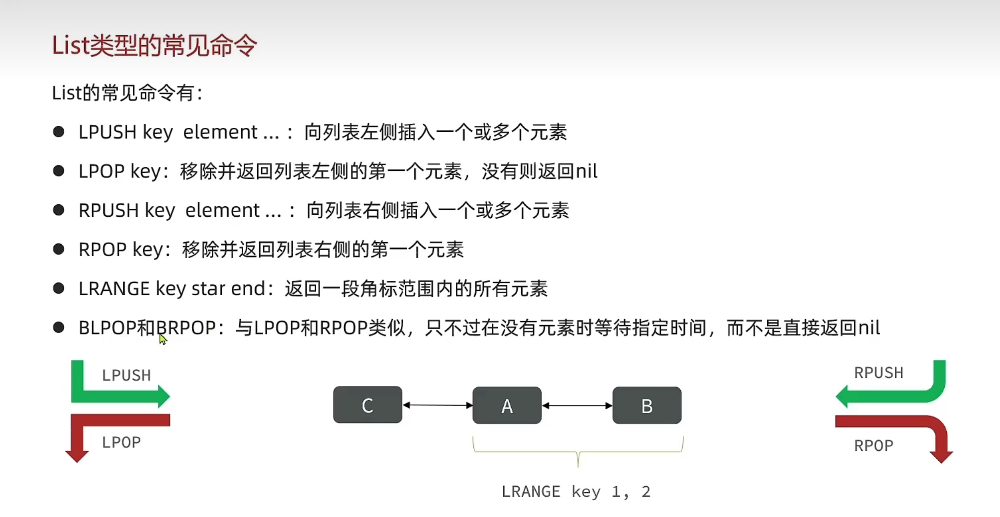 List类型的常见命令
List的常见命令有：
● LPUSH key  element ... ：向列表左侧插入一个或多个元素
● LPOP key：移除并返回列表左侧的第一个元素，没有则返回nil
● RPUSH key  element ... ：向列表右侧插入一个或多个元素
● RPOP key：移除并返回列表右侧的第一个元素
● LRANGE key star end：返回一段角标范围内的所有元素
● BLPOP和BRPOP：与LPOP和RPOP类似，只不过在没有元素时等待指定时间，而不是直接返回nil
LPUSH
RPUSH
C
A
B
LPOP
RPOP
LRANGE key 1, 2